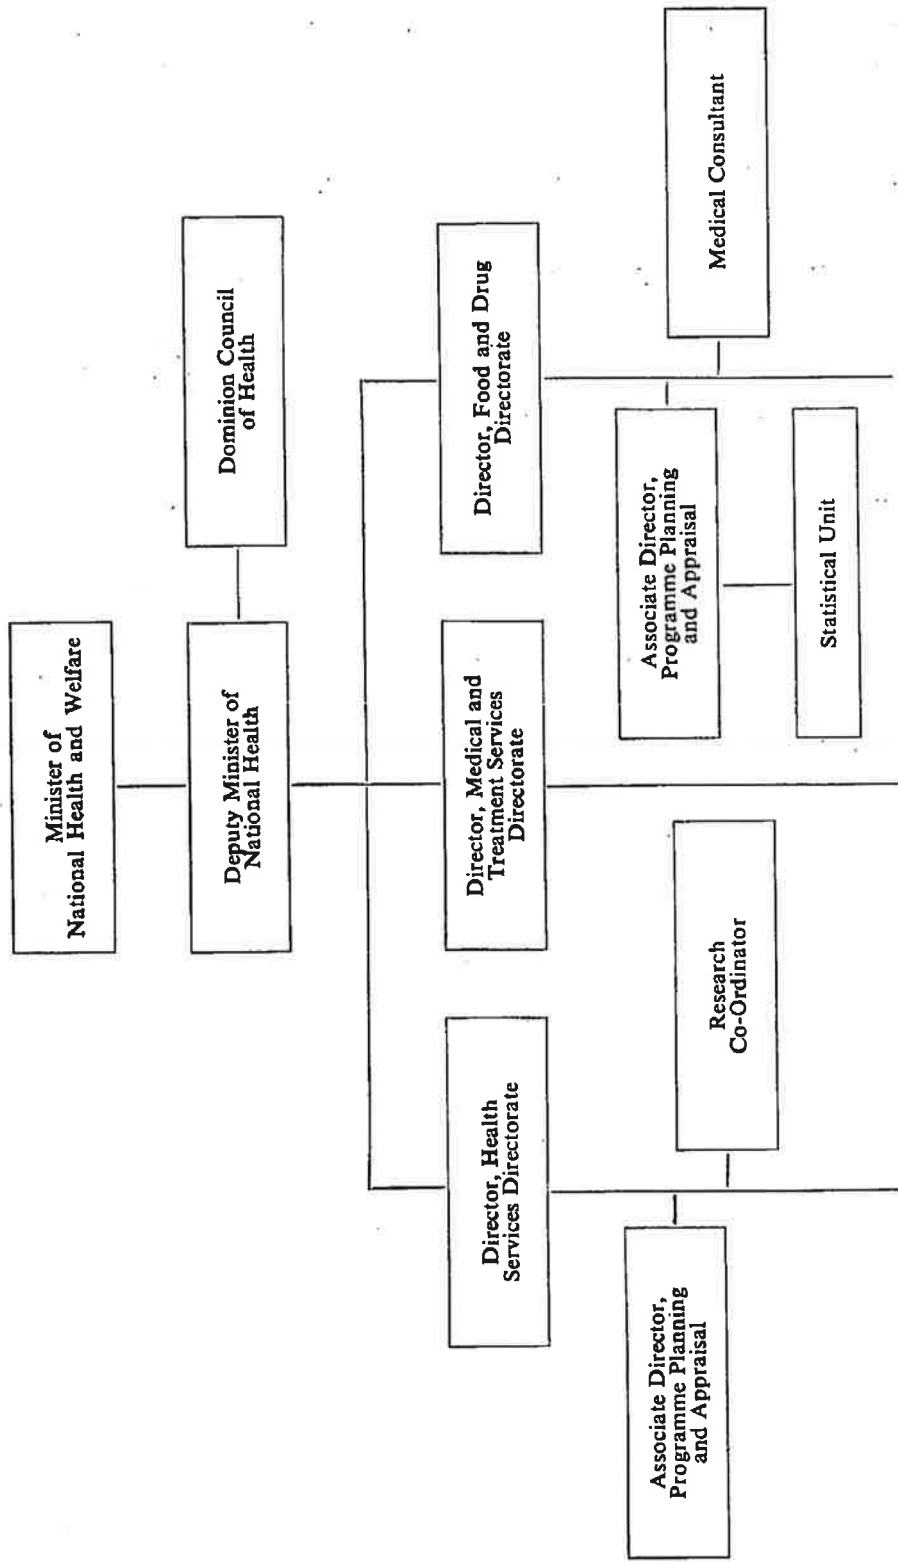 Minister of
National Health and Welfare
Deputy Minister of
National Health
Dominion Council
of Health
Director, Health
Services Directorate
Director, Medical and
Treatment Services
Directorate
Director, Food and Drug
Directorate
Associate Director,
Programme Planning
and Appraisal
Research
Co-Ordinator
Associate Director,
Programme Planning
and Appraisal
Medical Consultant
Statistical Unit